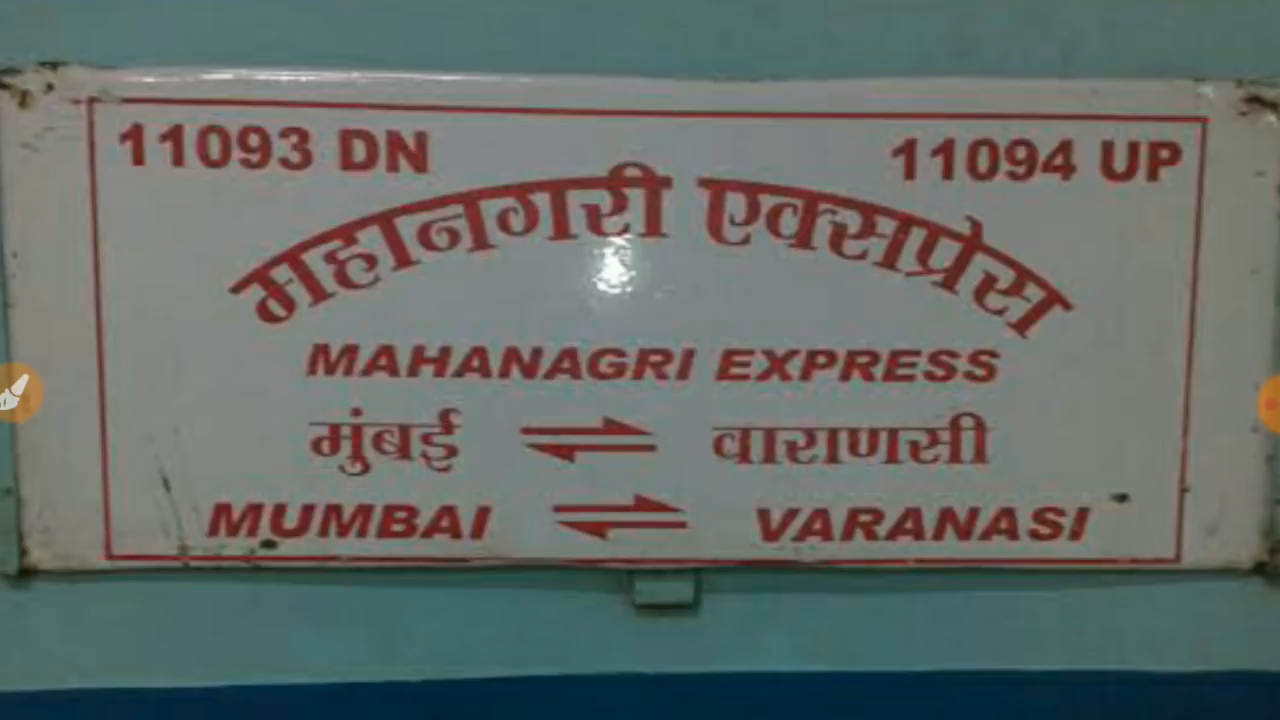 11093 DN 11094 UP
महानगरी एक्सप्रेस
MAHANAGRI EXPRESS
मुंबई ⇌ वाराणसी
MUMBAI ⇌ VARANASI